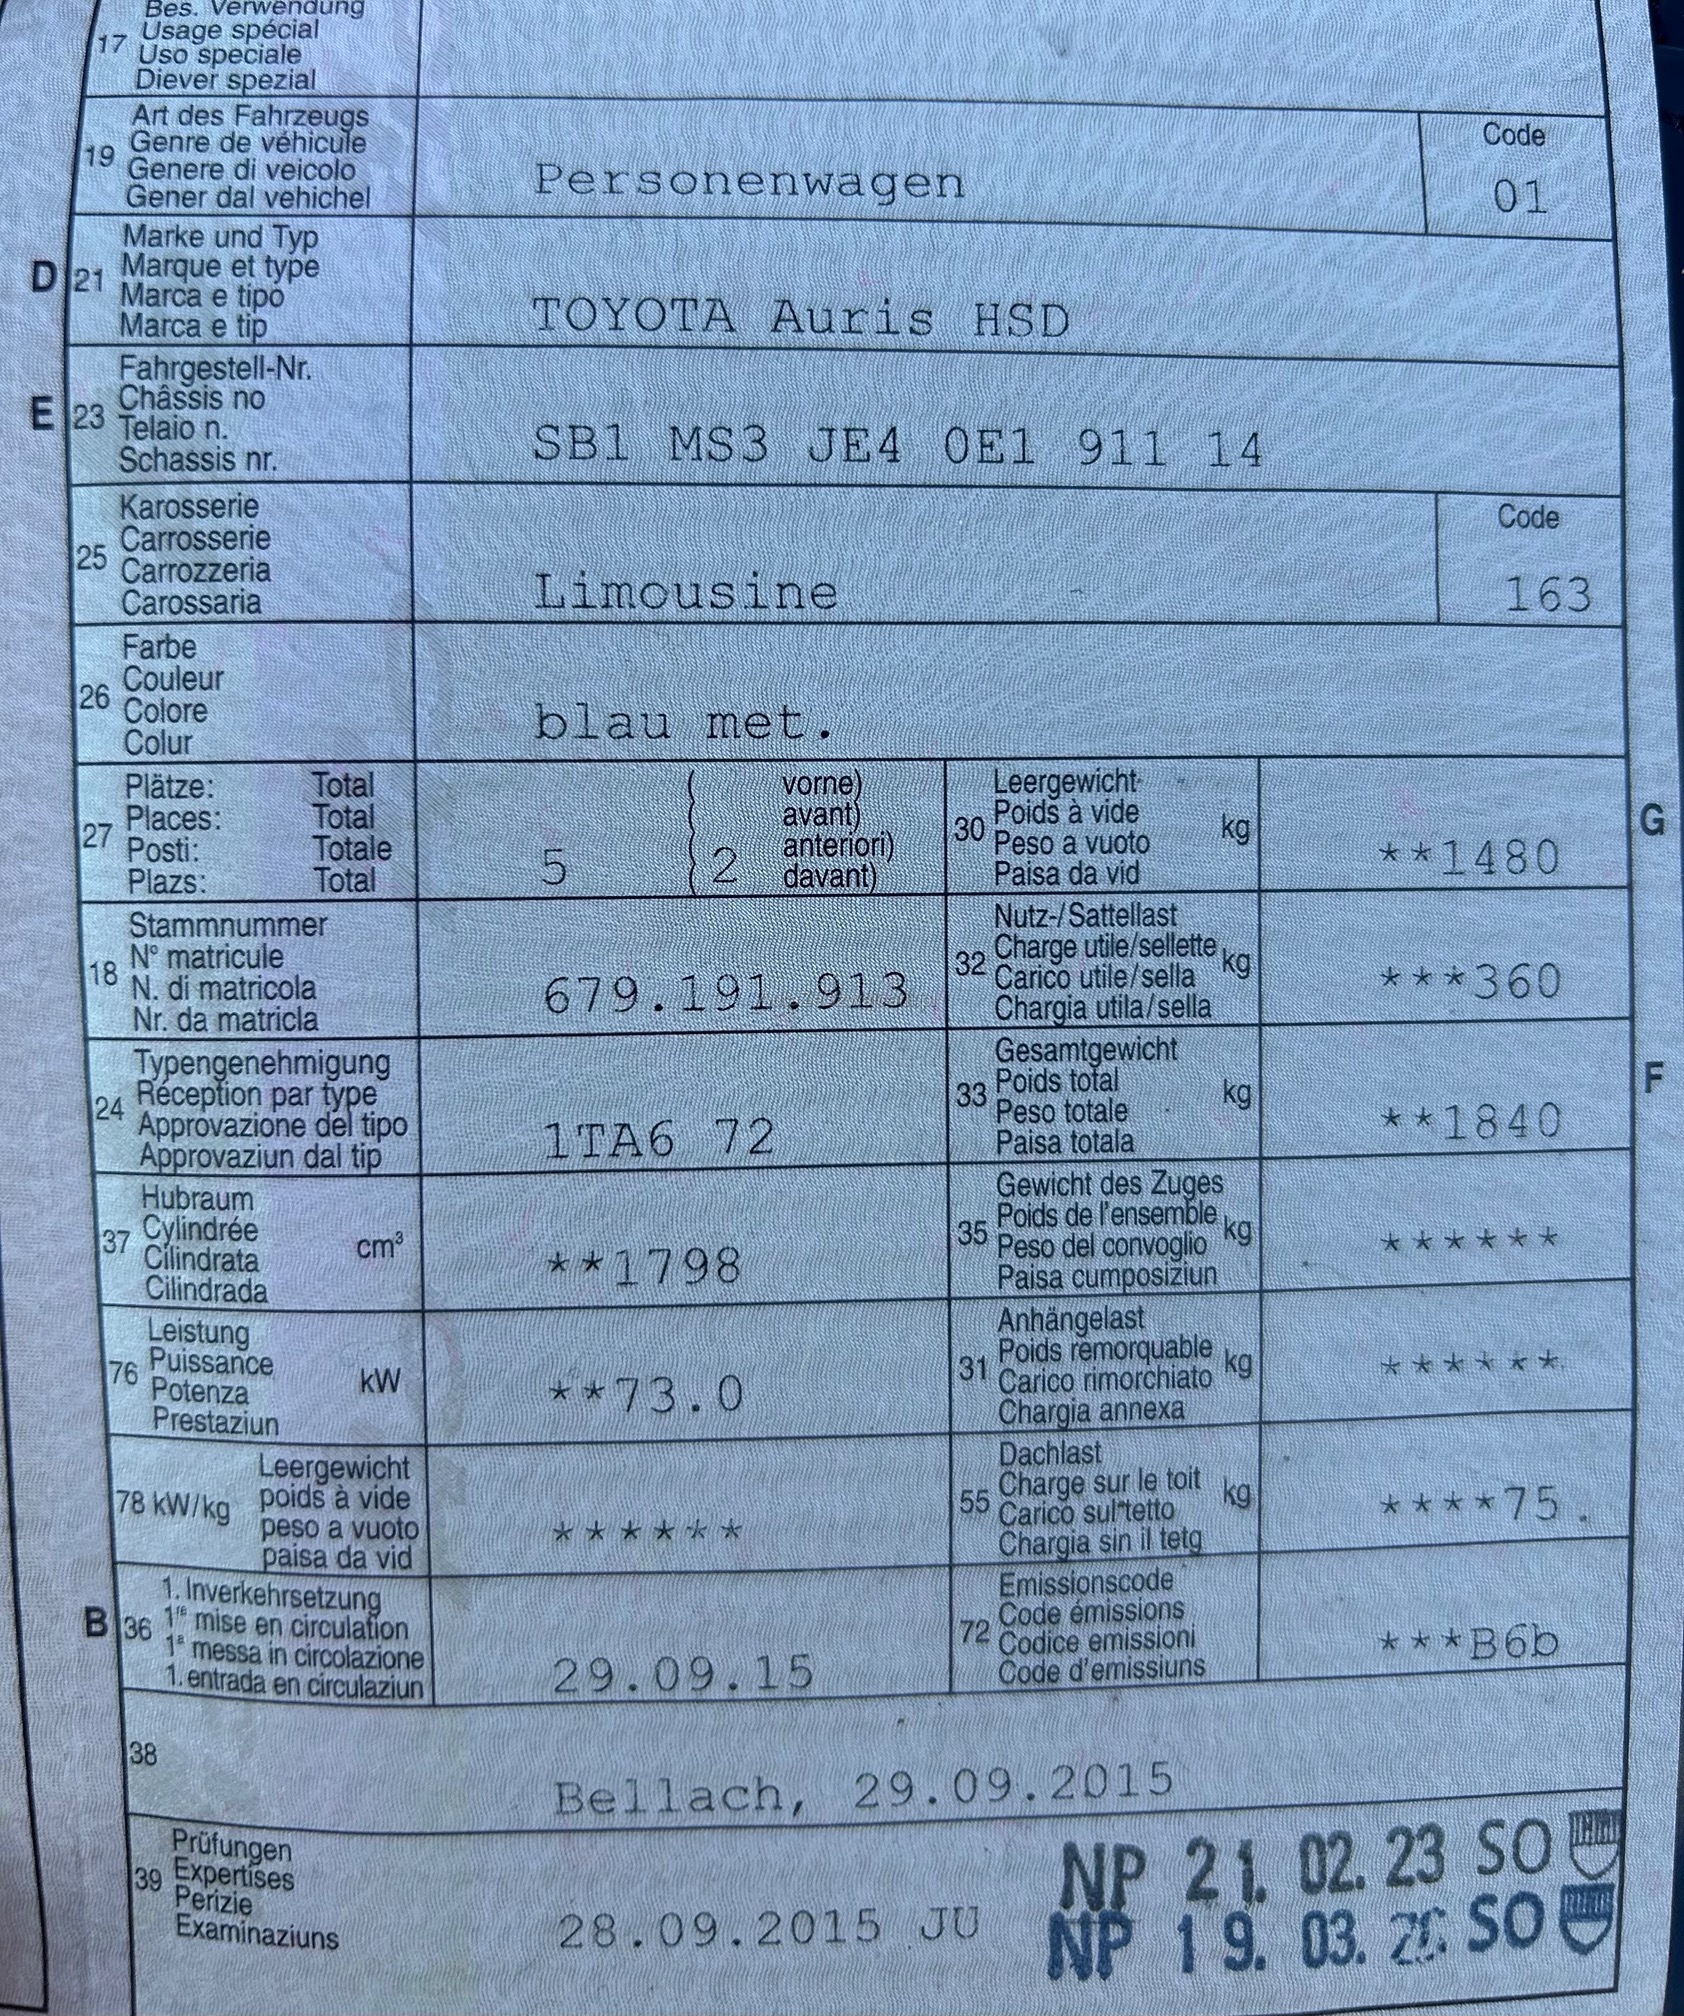 Bes. Verwendung
17 Usage spécial
Uso speciale
Diever spezial
Art des Fahrzeugs
19 Genre de véhicule
Genere di veicolo
Gener dal vehichel
Personenwagen
Code
01
Marke und Typ
D 21 Marque et type
Marca e tipo
Marca e tip
TOYOTA Auris HSD
Fahrgestell-Nr.
E 23 Châssis no
Telaio n.
Schassis nr.
SB1 MS3 JE4 0E1 911 14
Karosserie
25 Carrosserie
Carrozzeria
Carossaria
Limousine
Code
163
Farbe
26 Couleur
Colore
Colur
blau met.
Plätze: Total
27 Places: Total
Posti: Totale
Plazs: Total
5 ( 2
vorne)
avant)
anteriori)
davant)
Leergewicht
30 Poids à vide kg
Peso a vuoto
Paisa da vid
**1480
G
Stammnummer
18 N° matricule
N. di matricola
Nr. da matricla
679.191.913
Nutz-/Sattellast
32 Charge utile/sellette kg
Carico utile/sella
Chargia utila/sella
***360
Typengenehmigung
24 Réception par type
Approvazione del tipo
Approvaziun dal tip
1TA6 72
Gesamtgewicht
33 Poids total kg
Peso totale
Paisa totala
**1840
F
Hubraum
37 Cylindrée cm³
Cilindrata
Cilindrada
**1798
Gewicht des Zuges
35 Poids de l'ensemble kg
Peso del convoglio
Paisa cumposiziun
******
Leistung
76 Puissance kW
Potenza
Prestaziun
**73.0
Anhängelast
31 Poids remorquable kg
Carico rimorchiato
Chargia annexa
******
78 kW/kg
Leergewicht
poids à vide
peso a vuoto
paisa da vid
******
Dachlast
55 Charge sur le toit kg
Carico sul tetto
Chargia sin il tetg
****75.
1. Inverkehrsetzung
B 36 1re mise en circulation
1a messa in circolazione
1. entrada en circulaziun
29.09.15
Emissionscode
72 Code émissions
Codice emissioni
Code d'emissiuns
***B6b
38
Bellach, 29.09.2015
Prüfungen
39 Expertises
Perizie
Examinaziuns
28.09.2015 JU
NP 21. 02. 23 SO
NP 19. 03. SO